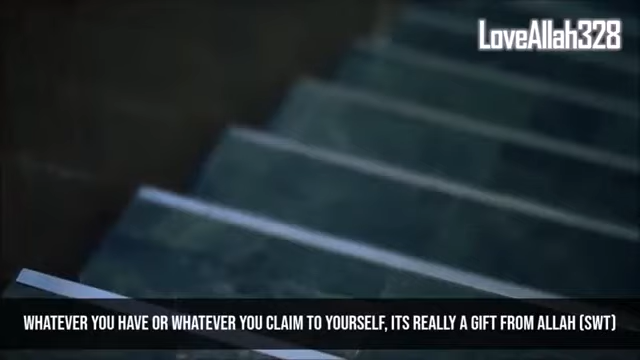 LoveAllah328
WHATEVER YOU HAVE OR WHATEVER YOU CLAIM TO YOURSELF, ITS REALLY A GIFT FROM ALLAH (SWT)